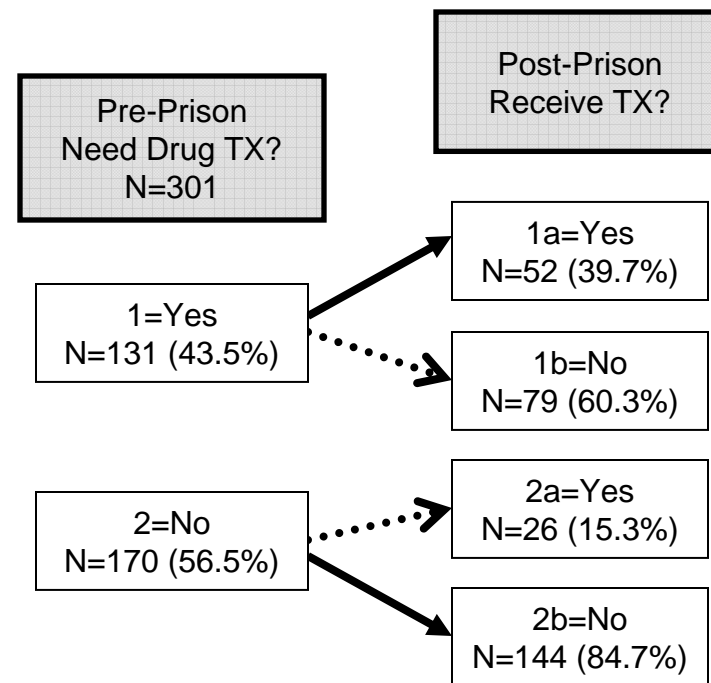 Pre-Prison
Need Drug TX?
N=301
Post-Prison
Receive TX?
1=Yes
N=131 (43.5%)
1a=Yes
N=52 (39.7%)
1b=No
N=79 (60.3%)
2=No
N=170 (56.5%)
2a=Yes
N=26 (15.3%)
2b=No
N=144 (84.7%)